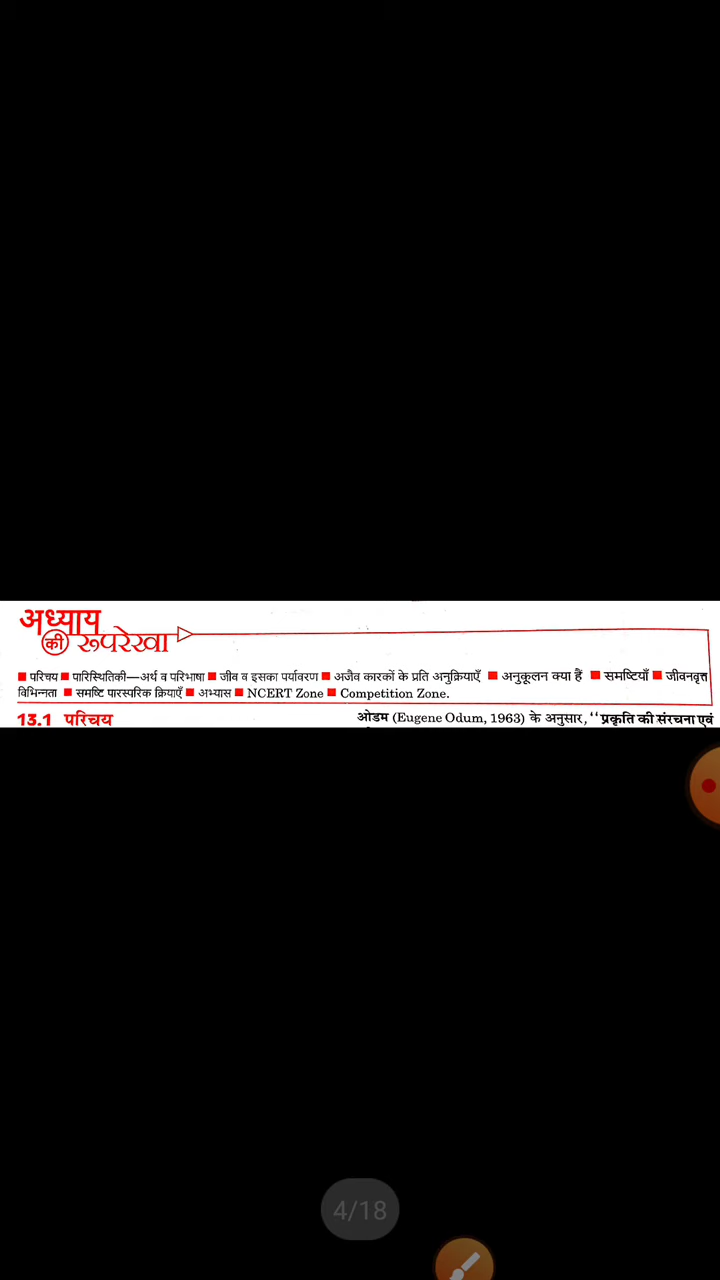 अध्याय
की रूपरेखा
■ परिचय ■ पारिस्थितिकी—अर्थ व परिभाषा ■ जीव व इसका पर्यावरण ■ अजैव कारकों के प्रति अनुक्रियाएँ ■ अनुकूलन क्या हैं ■ समष्टियाँ ■ जीवनवृत्त
विभिन्नता ■ समष्टि पारस्परिक क्रियाएँ ■ अभ्यास ■ NCERT Zone ■ Competition Zone.
13.1 परिचय
ओडम (Eugene Odum, 1963) के अनुसार, ‘‘प्रकृति की संरचना एवं
4/18